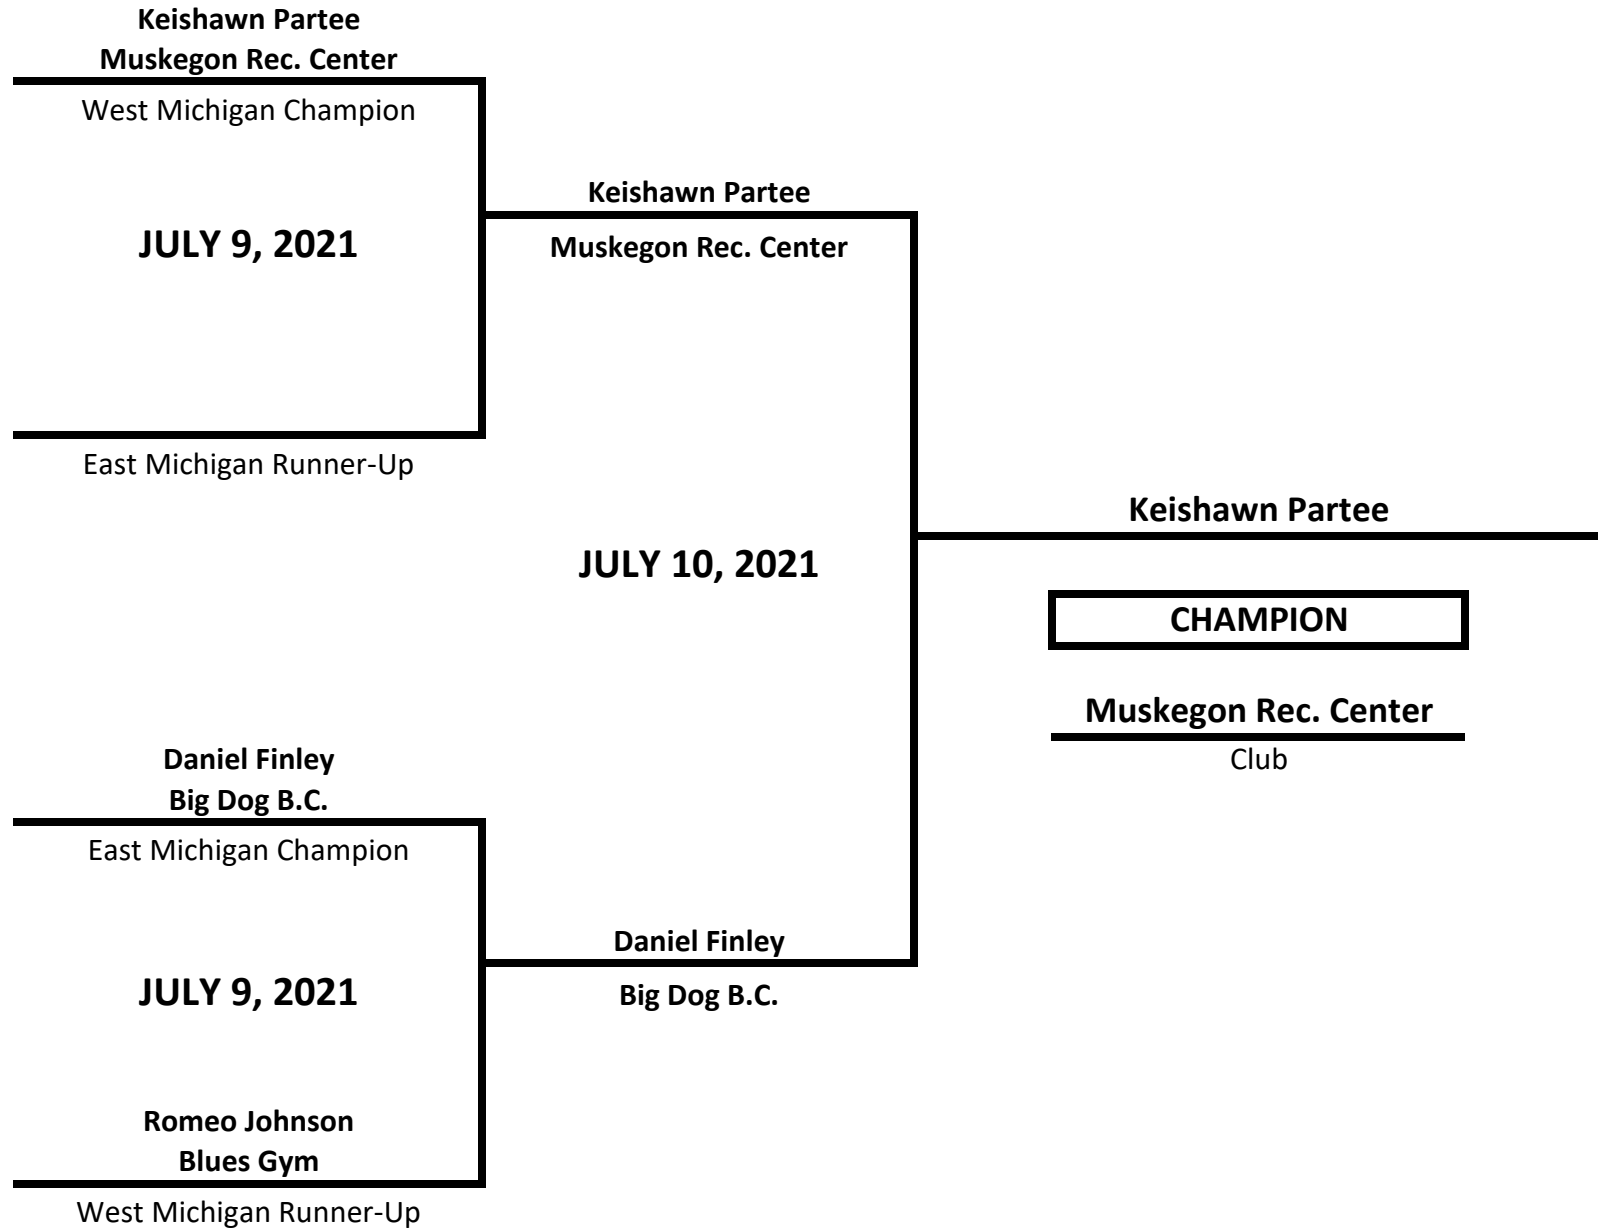 Keishawn Partee
Muskegon Rec. Center
West Michigan Champion
JULY 9, 2021
East Michigan Runner-Up
Keishawn Partee
Muskegon Rec. Center
JULY 10, 2021
Keishawn Partee
CHAMPION
Muskegon Rec. Center
Club
Daniel Finley
Big Dog B.C.
East Michigan Champion
JULY 9, 2021
Romeo Johnson
Blues Gym
West Michigan Runner-Up
Daniel Finley
Big Dog B.C.